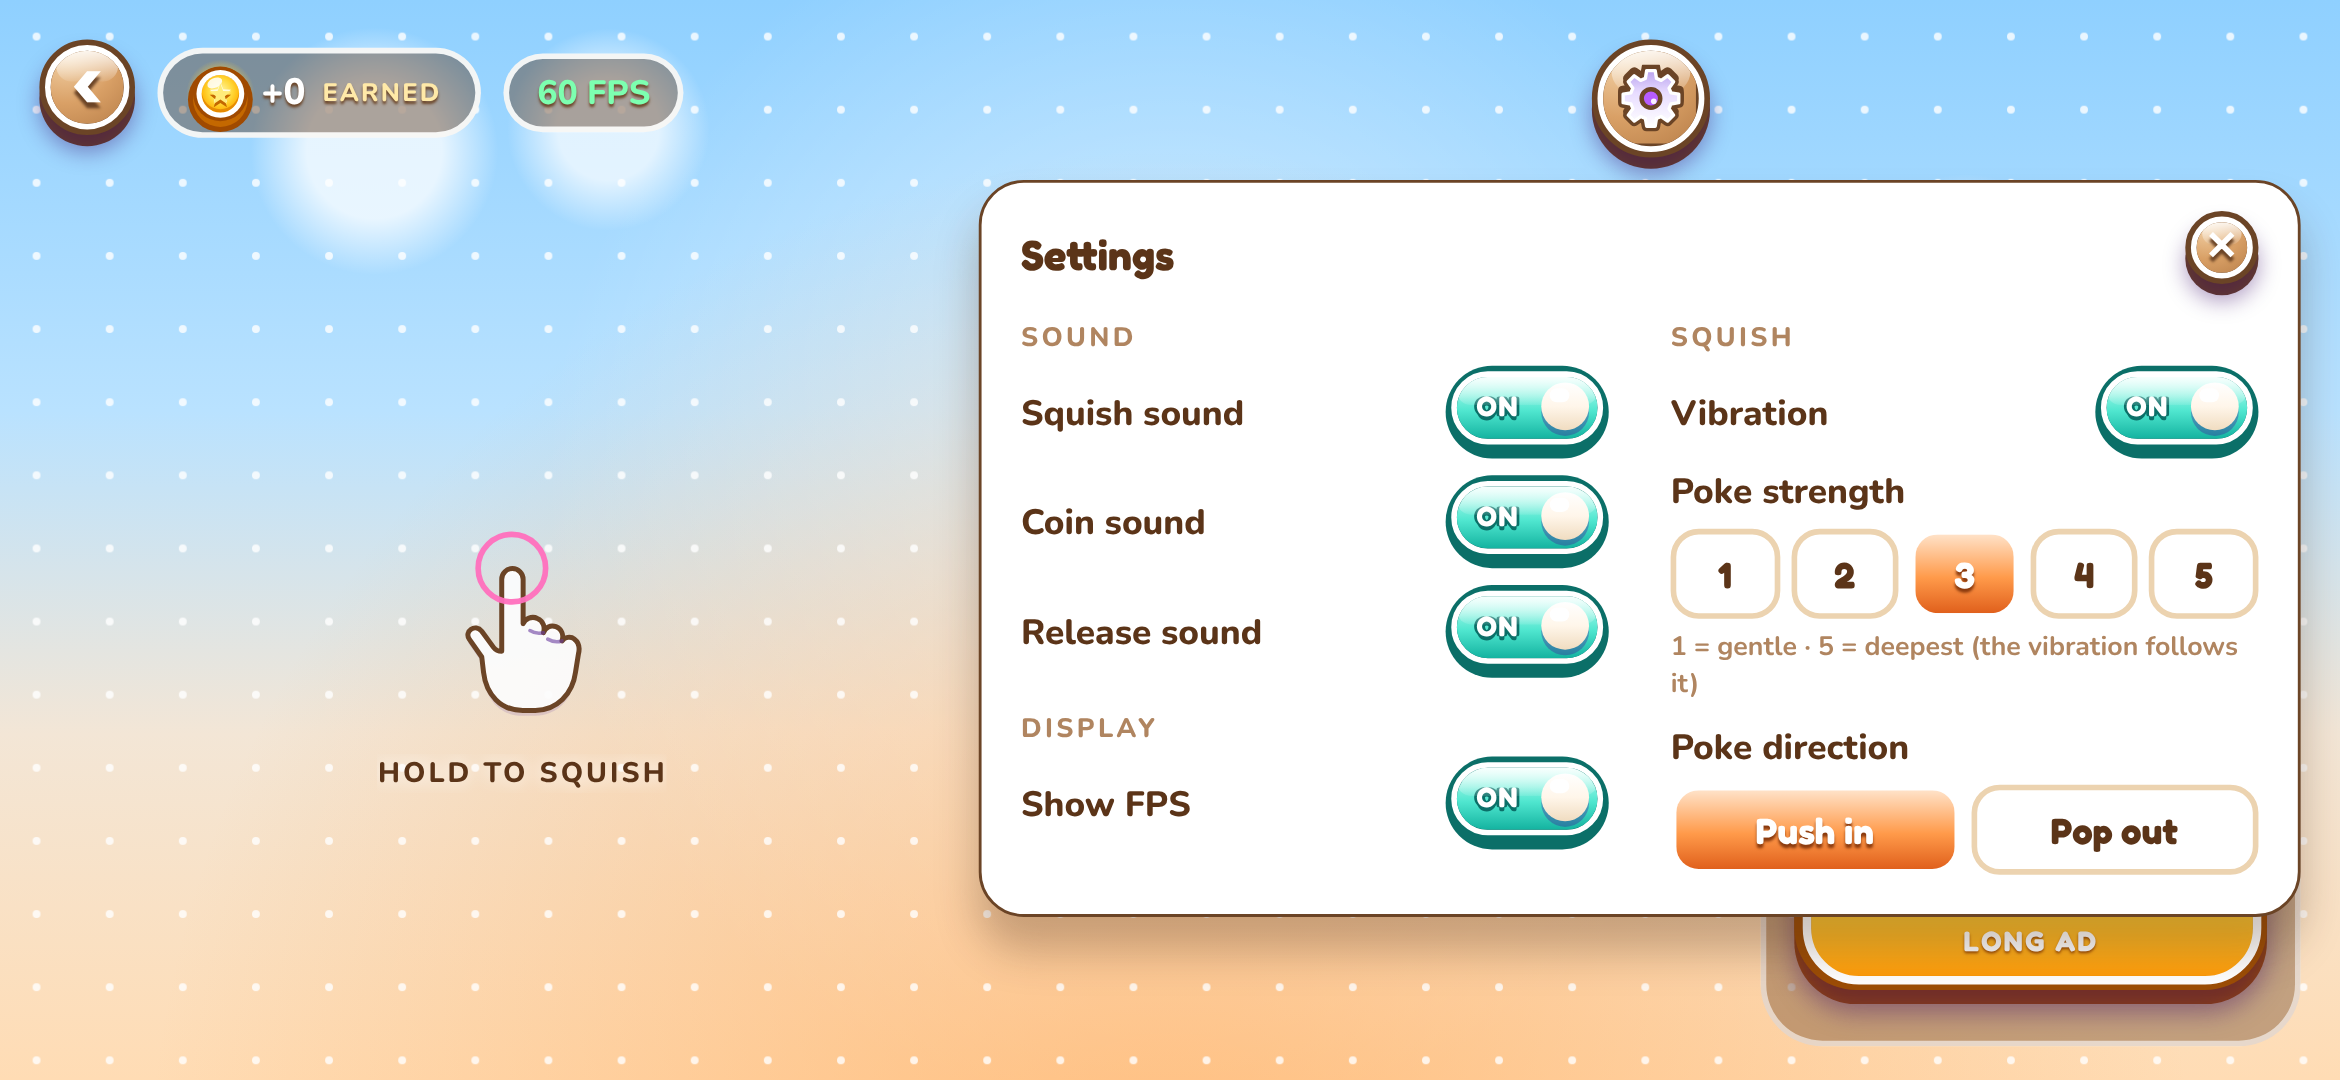 +0 EARNED
60 FPS
Settings
SOUND
Squish sound
ON
Coin sound
ON
Release sound
ON
DISPLAY
Show FPS
ON
SQUISH
Vibration
ON
Poke strength
1 2 3 4 5
1 = gentle · 5 = deepest (the vibration follows
it)
Poke direction
Push in
Pop out
HOLD TO SQUISH
LONG AD